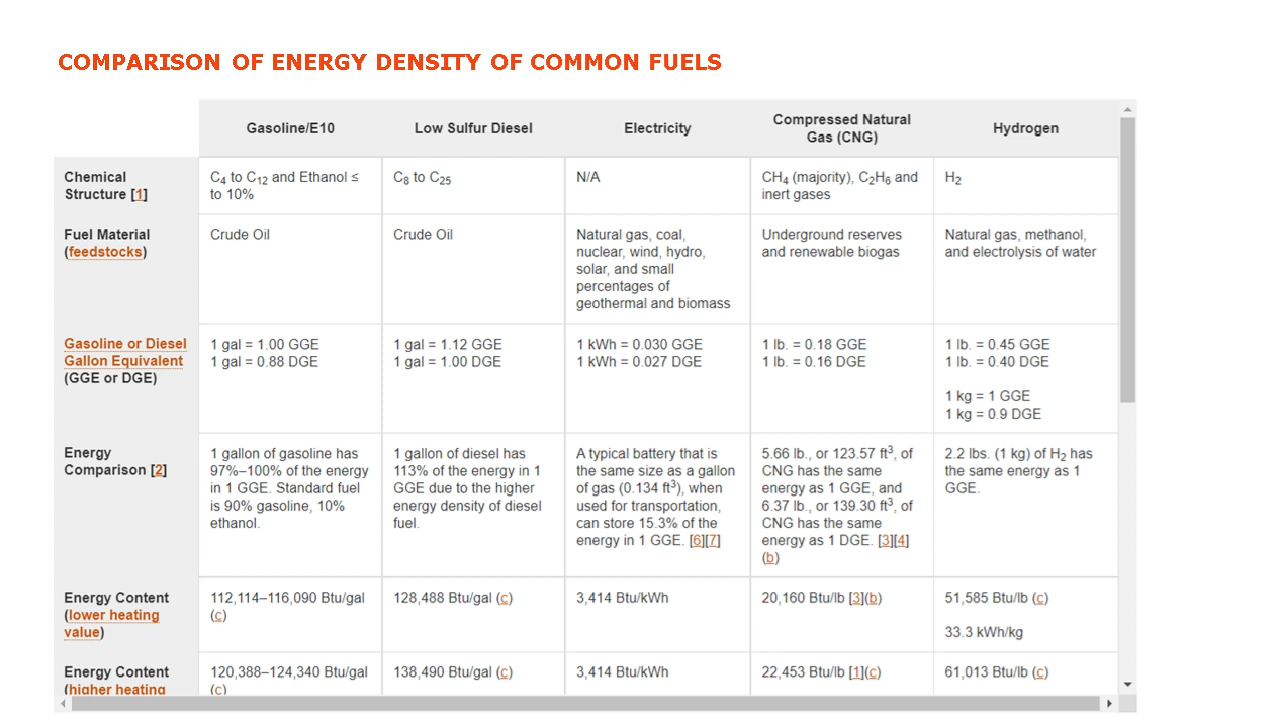 COMPARISON OF ENERGY DENSITY OF COMMON FUELS
Gasoline/E10
Low Sulfur Diesel
Electricity
Compressed Natural
Gas (CNG)
Hydrogen
Chemical
Structure [1]
C4 to C12 and Ethanol ≤
to 10%
C8 to C25
N/A
CH4 (majority), C2H6 and
inert gases
H2
Fuel Material
(feedstocks)
Crude Oil
Crude Oil
Natural gas, coal,
nuclear, wind, hydro,
solar, and small
percentages of
geothermal and biomass
Underground reserves
and renewable biogas
Natural gas, methanol,
and electrolysis of water
Gasoline or Diesel
Gallon Equivalent
(GGE or DGE)
1 gal = 1.00 GGE
1 gal = 0.88 DGE
1 gal = 1.12 GGE
1 gal = 1.00 DGE
1 kWh = 0.030 GGE
1 kWh = 0.027 DGE
1 lb. = 0.18 GGE
1 lb. = 0.16 DGE
1 lb. = 0.45 GGE
1 lb. = 0.40 DGE
1 kg = 1 GGE
1 kg = 0.9 DGE
Energy
Comparison [2]
1 gallon of gasoline has
97%–100% of the energy
in 1 GGE. Standard fuel
is 90% gasoline, 10%
ethanol.
1 gallon of diesel has
113% of the energy in 1
GGE due to the higher
energy density of diesel
fuel.
A typical battery that is
the same size as a gallon
of gas (0.134 ft³), when
used for transportation,
can store 15.3% of the
energy in 1 GGE. [6][7]
5.66 lb., or 123.57 ft³, of
CNG has the same
energy as 1 GGE, and
6.37 lb., or 139.30 ft³, of
CNG has the same
energy as 1 DGE. [3][4]
(b)
2.2 lbs. (1 kg) of H2 has
the same energy as 1
GGE.
Energy Content
(lower heating
value)
112,114–116,090 Btu/gal
(c)
128,488 Btu/gal (c)
3,414 Btu/kWh
20,160 Btu/lb [3](b)
51,585 Btu/lb (c)
33.3 kWh/kg
Energy Content
(higher heating
120,388–124,340 Btu/gal
(c)
138,490 Btu/gal (c)
3,414 Btu/kWh
22,453 Btu/lb [1](c)
61,013 Btu/lb (c)